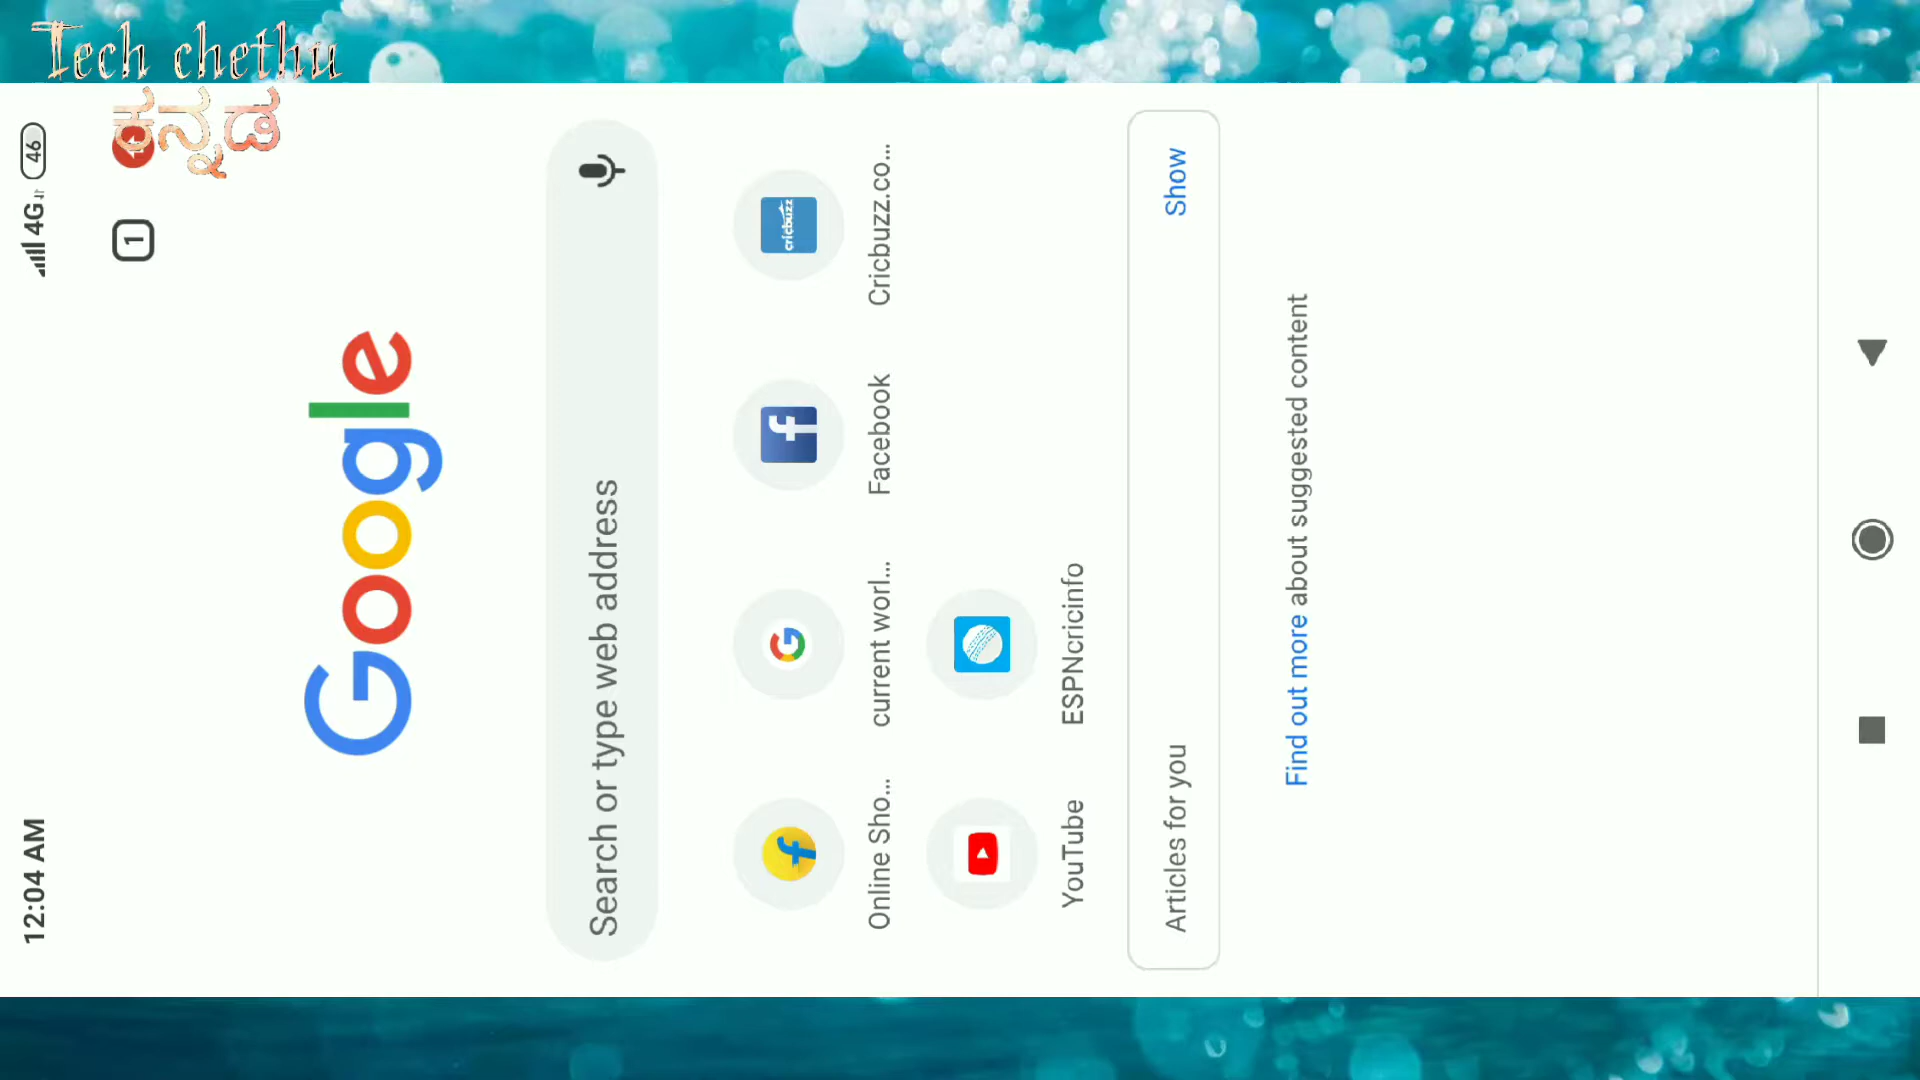 Tech chethu
ಕನ್ನಡ
12:04 AM
4G 46
1
Google
Search or type web address
Online Sho...
current worl...
Facebook
cricbuzz
Cricbuzz.co...
YouTube
ESPNcricinfo
Articles for you
Show
Find out more about suggested content